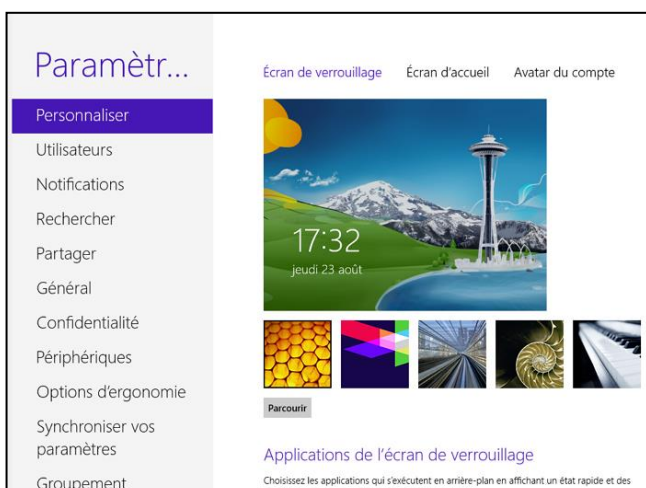 Paramètr...
Personnaliser
Utilisateurs
Notifications
Rechercher
Partager
Général
Confidentialité
Périphériques
Options d'ergonomie
Synchroniser vos
paramètres
Groupement
Écran de verrouillage Écran d'accueil Avatar du compte
17:32
jeudi 23 août
Parcourir
Applications de l'écran de verrouillage
Choisissez les applications qui s'exécutent en arrière-plan en affichant un état rapide et des